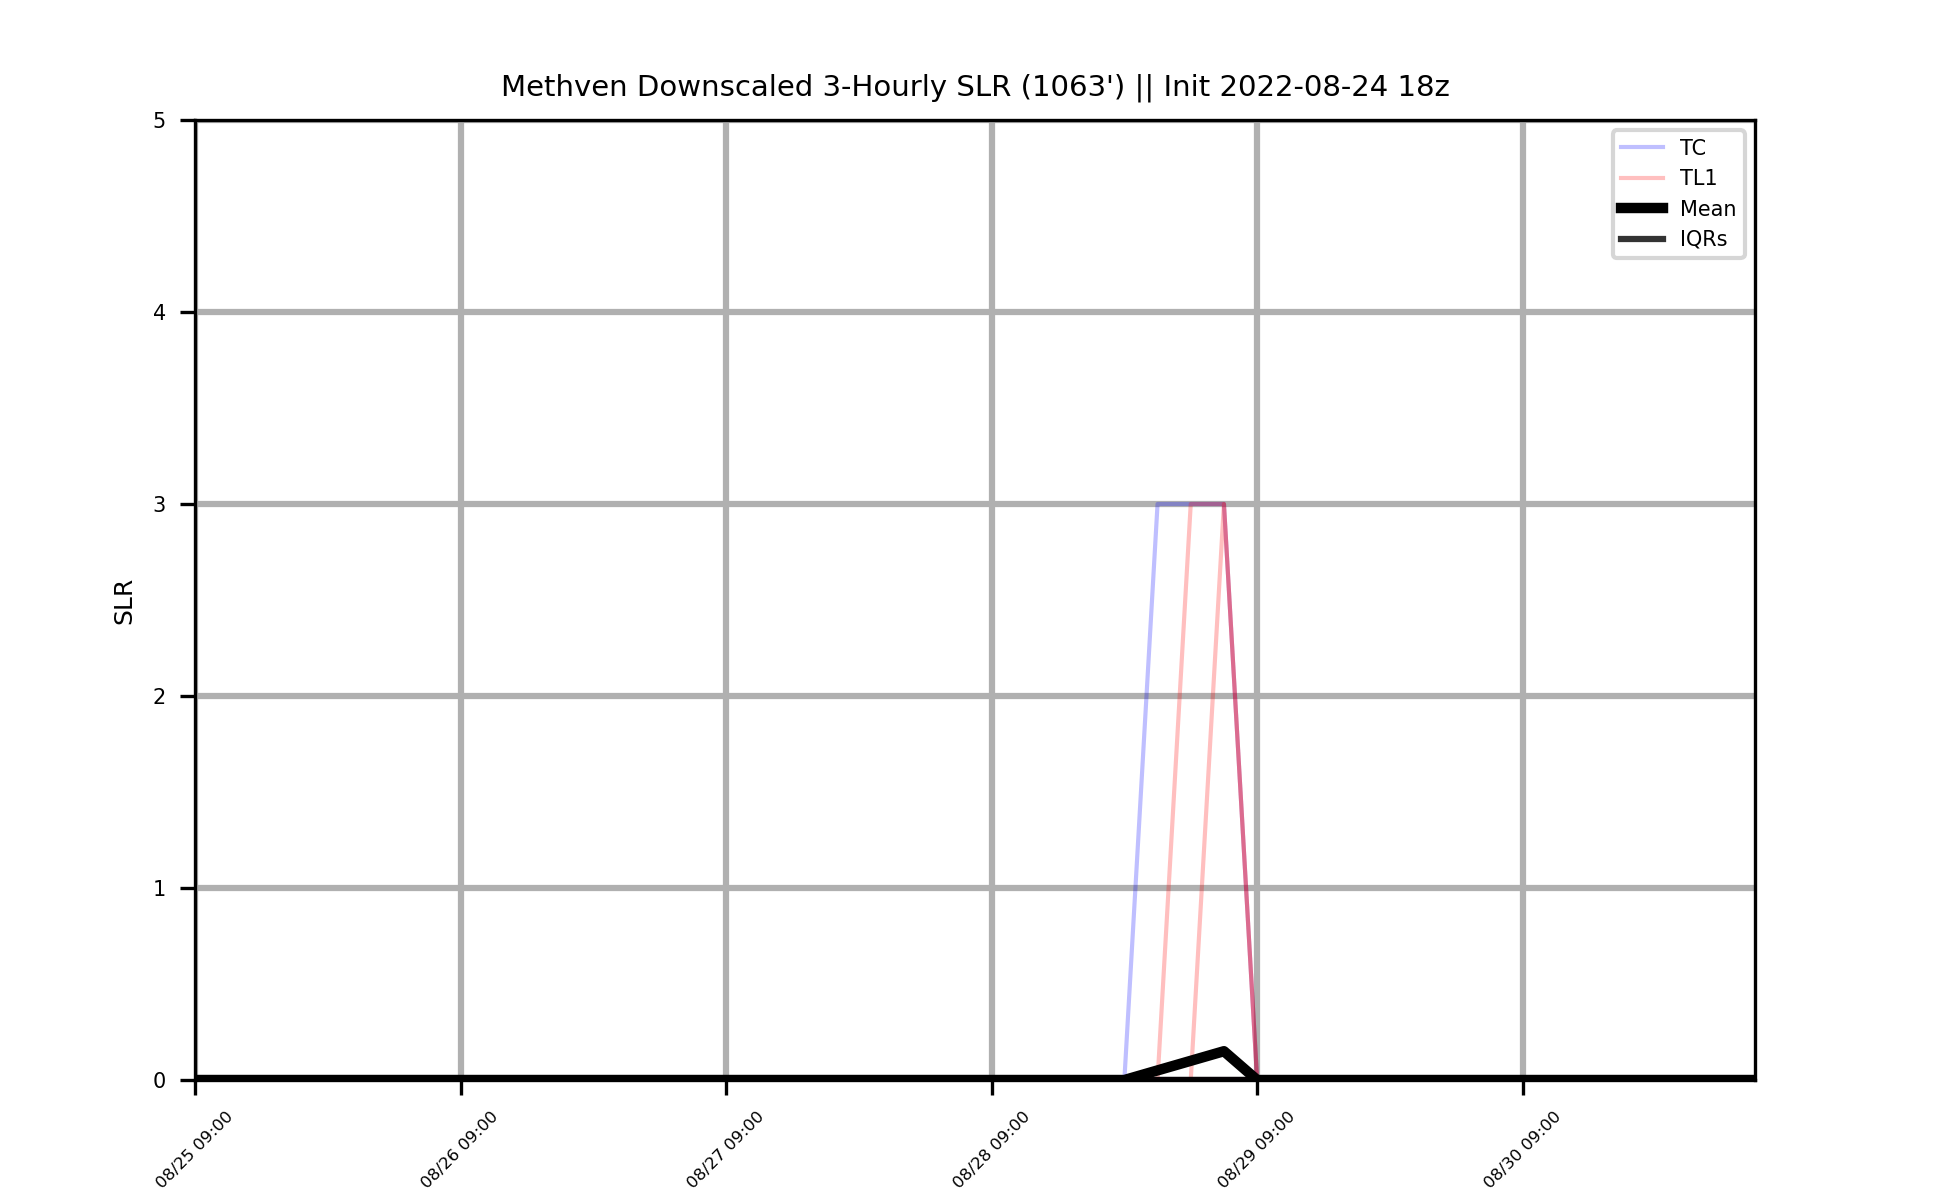 Methven Downscaled 3-Hourly SLR (1063') || Init 2022-08-24 18z
TC
TL1
Mean
IQRs
5
4
3
2
1
0
SLR
08/25 09:00
08/26 09:00
08/27 09:00
08/28 09:00
08/29 09:00
08/30 09:00